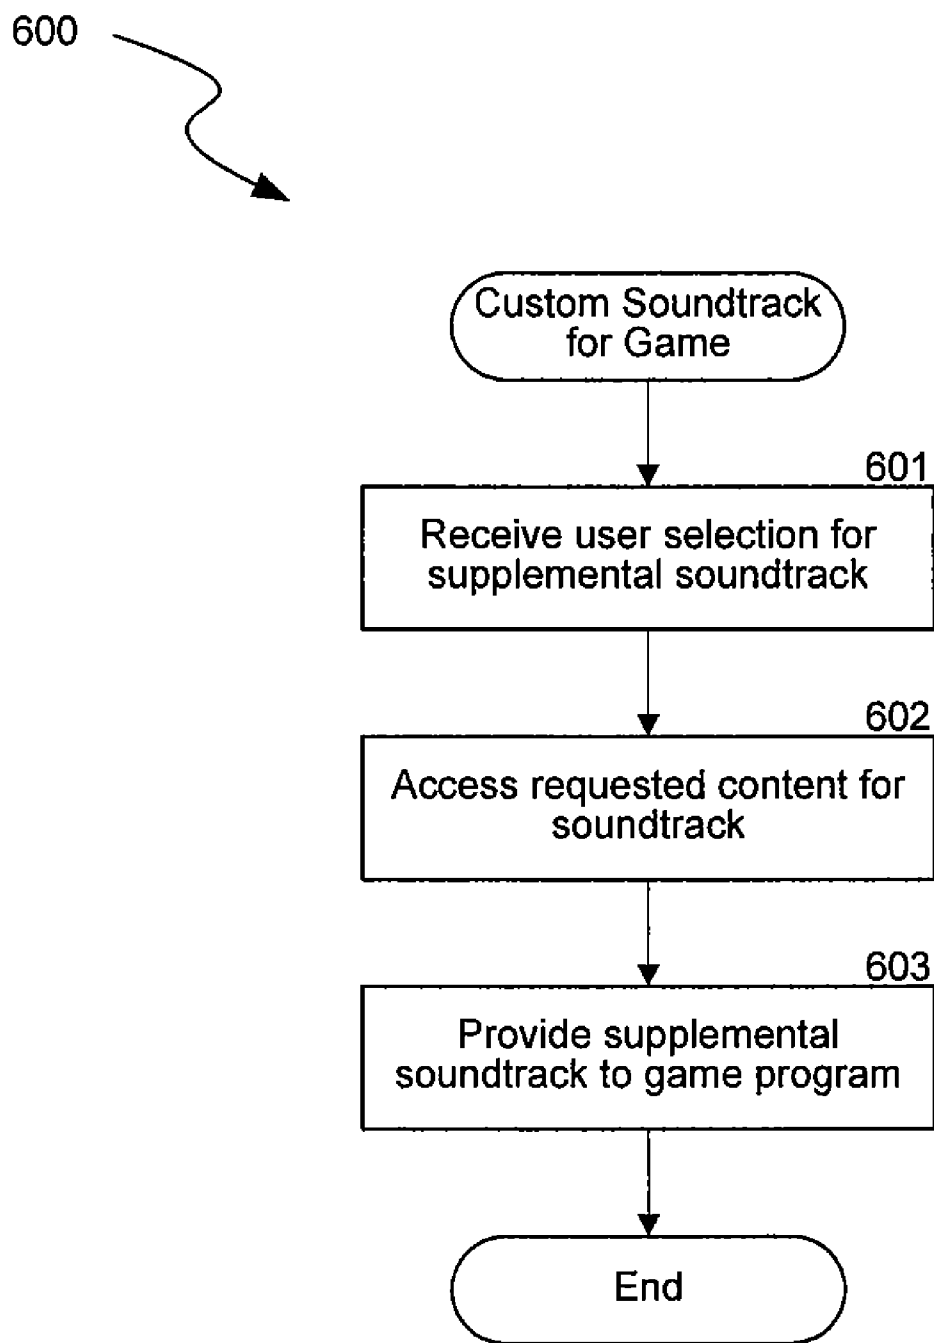 600
Custom Soundtrack
for Game
601
Receive user selection for
supplemental soundtrack
602
Access requested content for
soundtrack
603
Provide supplemental
soundtrack to game program
End